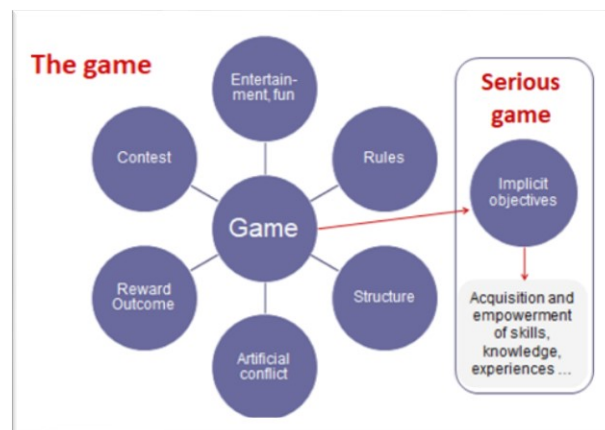 The game
Entertain-
ment, fun
Contest
Rules
Game
Reward
Outcome
Structure
Artificial
conflict
Serious
game
Implicit
objectives
Acquisition and
empowerment
of skills,
knowledge,
experiences ...